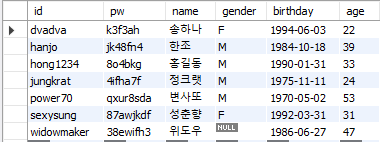 id pw name gender birthday age
dvadva k3f3ah 송하나 F 1994-06-03 22
hanjo jk48fn4 한조 M 1984-10-18 39
hong1234 8o4bkg 홍길동 M 1990-01-31 33
jungkrat 4ifha7f 정크랫 M 1975-11-11 24
power70 qxur8sda 변사또 M 1970-05-02 53
sexysung 87awjkdf 성춘향 F 1992-03-31 31
widowmaker 38ewifh3 위도우 NULL 1986-06-27 47